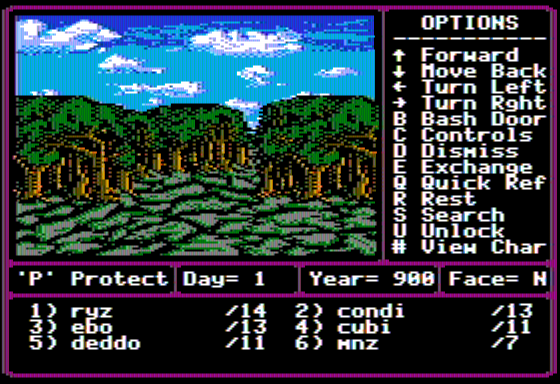 OPTIONS
------------
↑ Forward
↓ Move Back
← Turn Left
→ Turn Rght
B Bash Door
C Controls
D Dismiss
E Exchange
Q Quick Ref
R Rest
S Search
U Unlock
# View Char
'P' Protect Day= 1 Year= 900 Face= N
1) ryz /14 2) condi /13
3) ebo /13 4) cubi /11
5) deddo /11 6) mnz /7